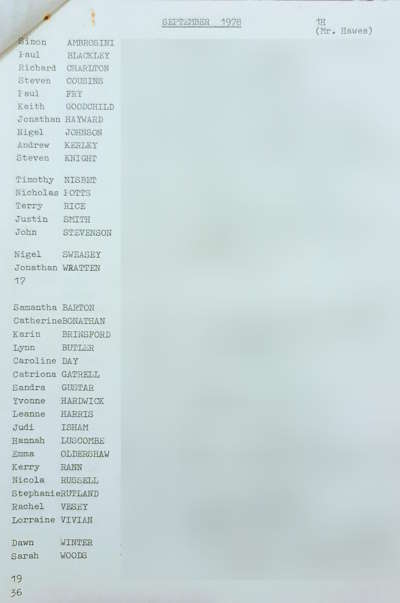 SEPTEMBER 1978 1H
(Mr. Hawes)
Simon AMBROSINI
Paul BLACKLEY
Richard CHARLTON
Steven COUSINS
Paul FRY
Keith GOODCHILD
Jonathan HAYWARD
Nigel JOHNSON
Andrew KERLEY
Steven KNIGHT
Timothy NISBET
Nicholas POTTS
Terry RICE
Justin SMITH
John STEVENSON
Nigel SWEASEY
Jonathan WRATTEN
17
Samantha BARTON
CatherineBONATHAN
Karin BRINSFORD
Lynn BUTLER
Caroline DAY
Catriona GATRELL
Sandra GUSTAR
Yvonne HARDWICK
Leanne HARRIS
Judi ISHAM
Hannah LUSCOMBE
Emma OLDERSHAW
Kerry RANN
Nicola RUSSELL
StephanieRUTLAND
Rachel VESEY
Lorraine VIVIAN
Dawn WINTER
Sarah WOODS
19
36